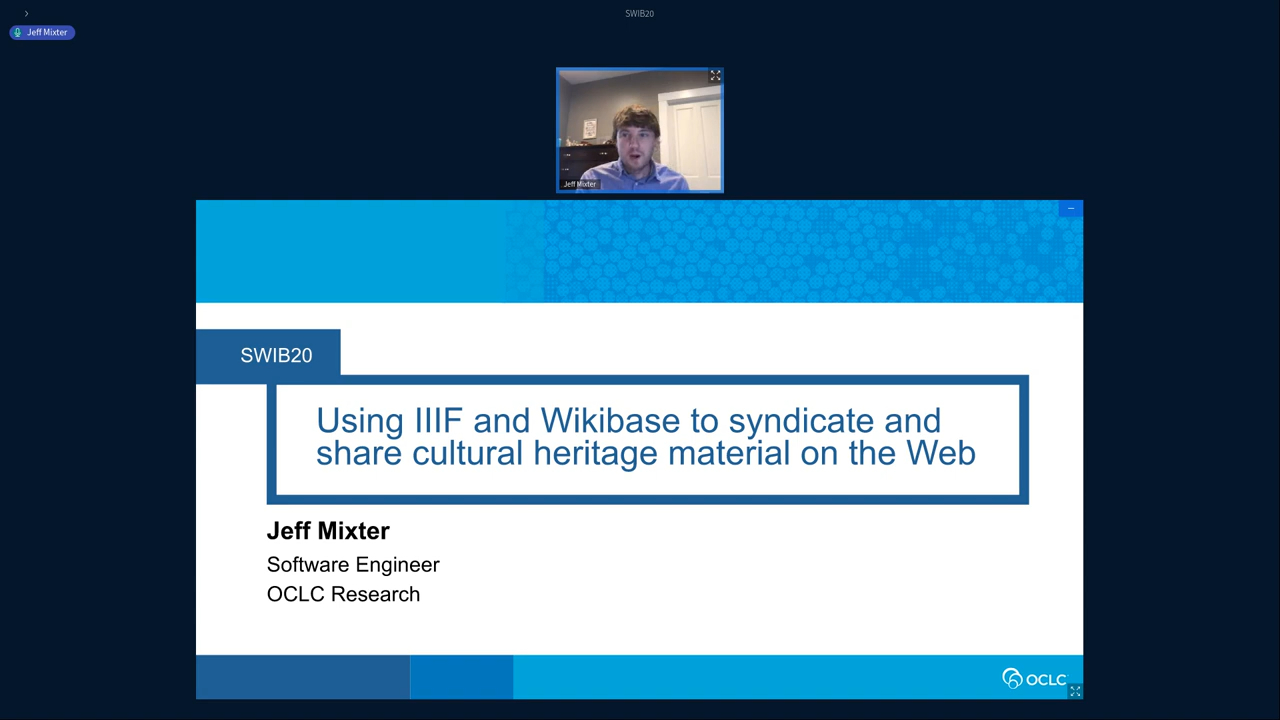 SWIB20
Jeff Mixter
Jeff Mixter
SWIB20
Using IIIF and Wikibase to syndicate and
share cultural heritage material on the Web
Jeff Mixter
Software Engineer
OCLC Research
OCLC